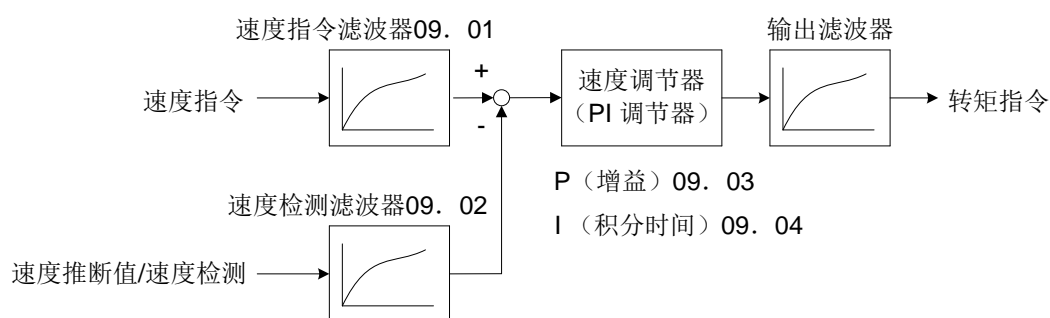 速度指令滤波器09．01
输出滤波器
速度指令
+
-
速度调节器
（PI 调节器）
转矩指令
P（增益）09．03
I （积分时间）09．04
速度检测滤波器09．02
速度推断值/速度检测